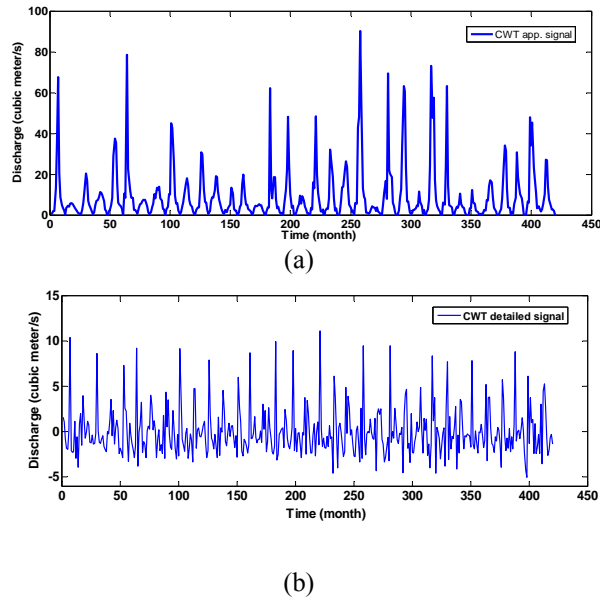 100
80
60
40
20
0
Discharge (cubic meter/s)
CWT app. signal
0 50 100 150 200 250 300 350 400 450
Time (month)
(a)
15
10
5
0
-5
Discharge (cubic meter/s)
CWT detailed signal
0 50 100 150 200 250 300 350 400 450
Time (month)
(b)